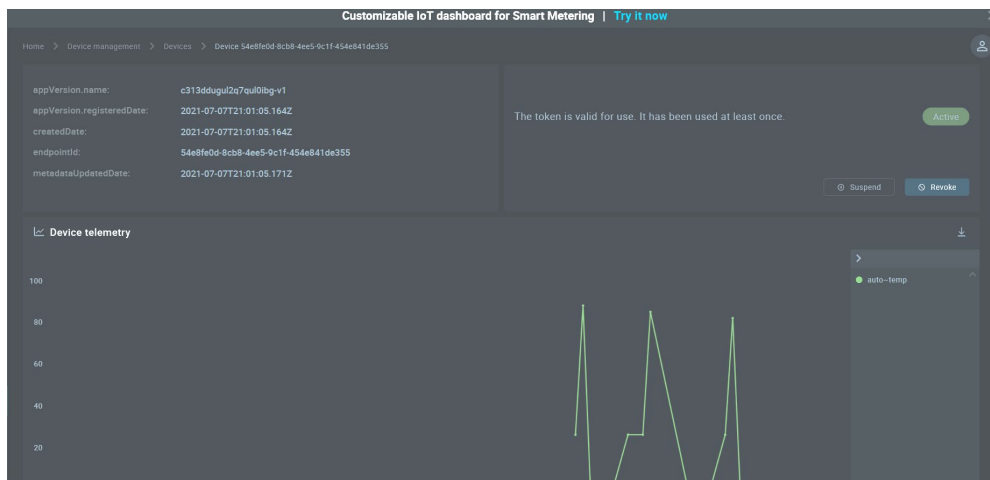 Customizable IoT dashboard for Smart Metering | Try it now
Home > Device management > Devices > Device 54e8fe0d-8cb8-4ee5-9c1f-454e841de355
appVersion.name: c313ddugul2q7qul0ibg-v1
appVersion.registeredDate: 2021-07-07T21:01:05.164Z
createdDate: 2021-07-07T21:01:05.164Z
endpointId: 54e8fe0d-8cb8-4ee5-9c1f-454e841de355
metadataUpdatedDate: 2021-07-07T21:01:05.171Z
The token is valid for use. It has been used at least once.
Active
Suspend
Revoke
Device telemetry
100
80
60
40
20
auto~temp